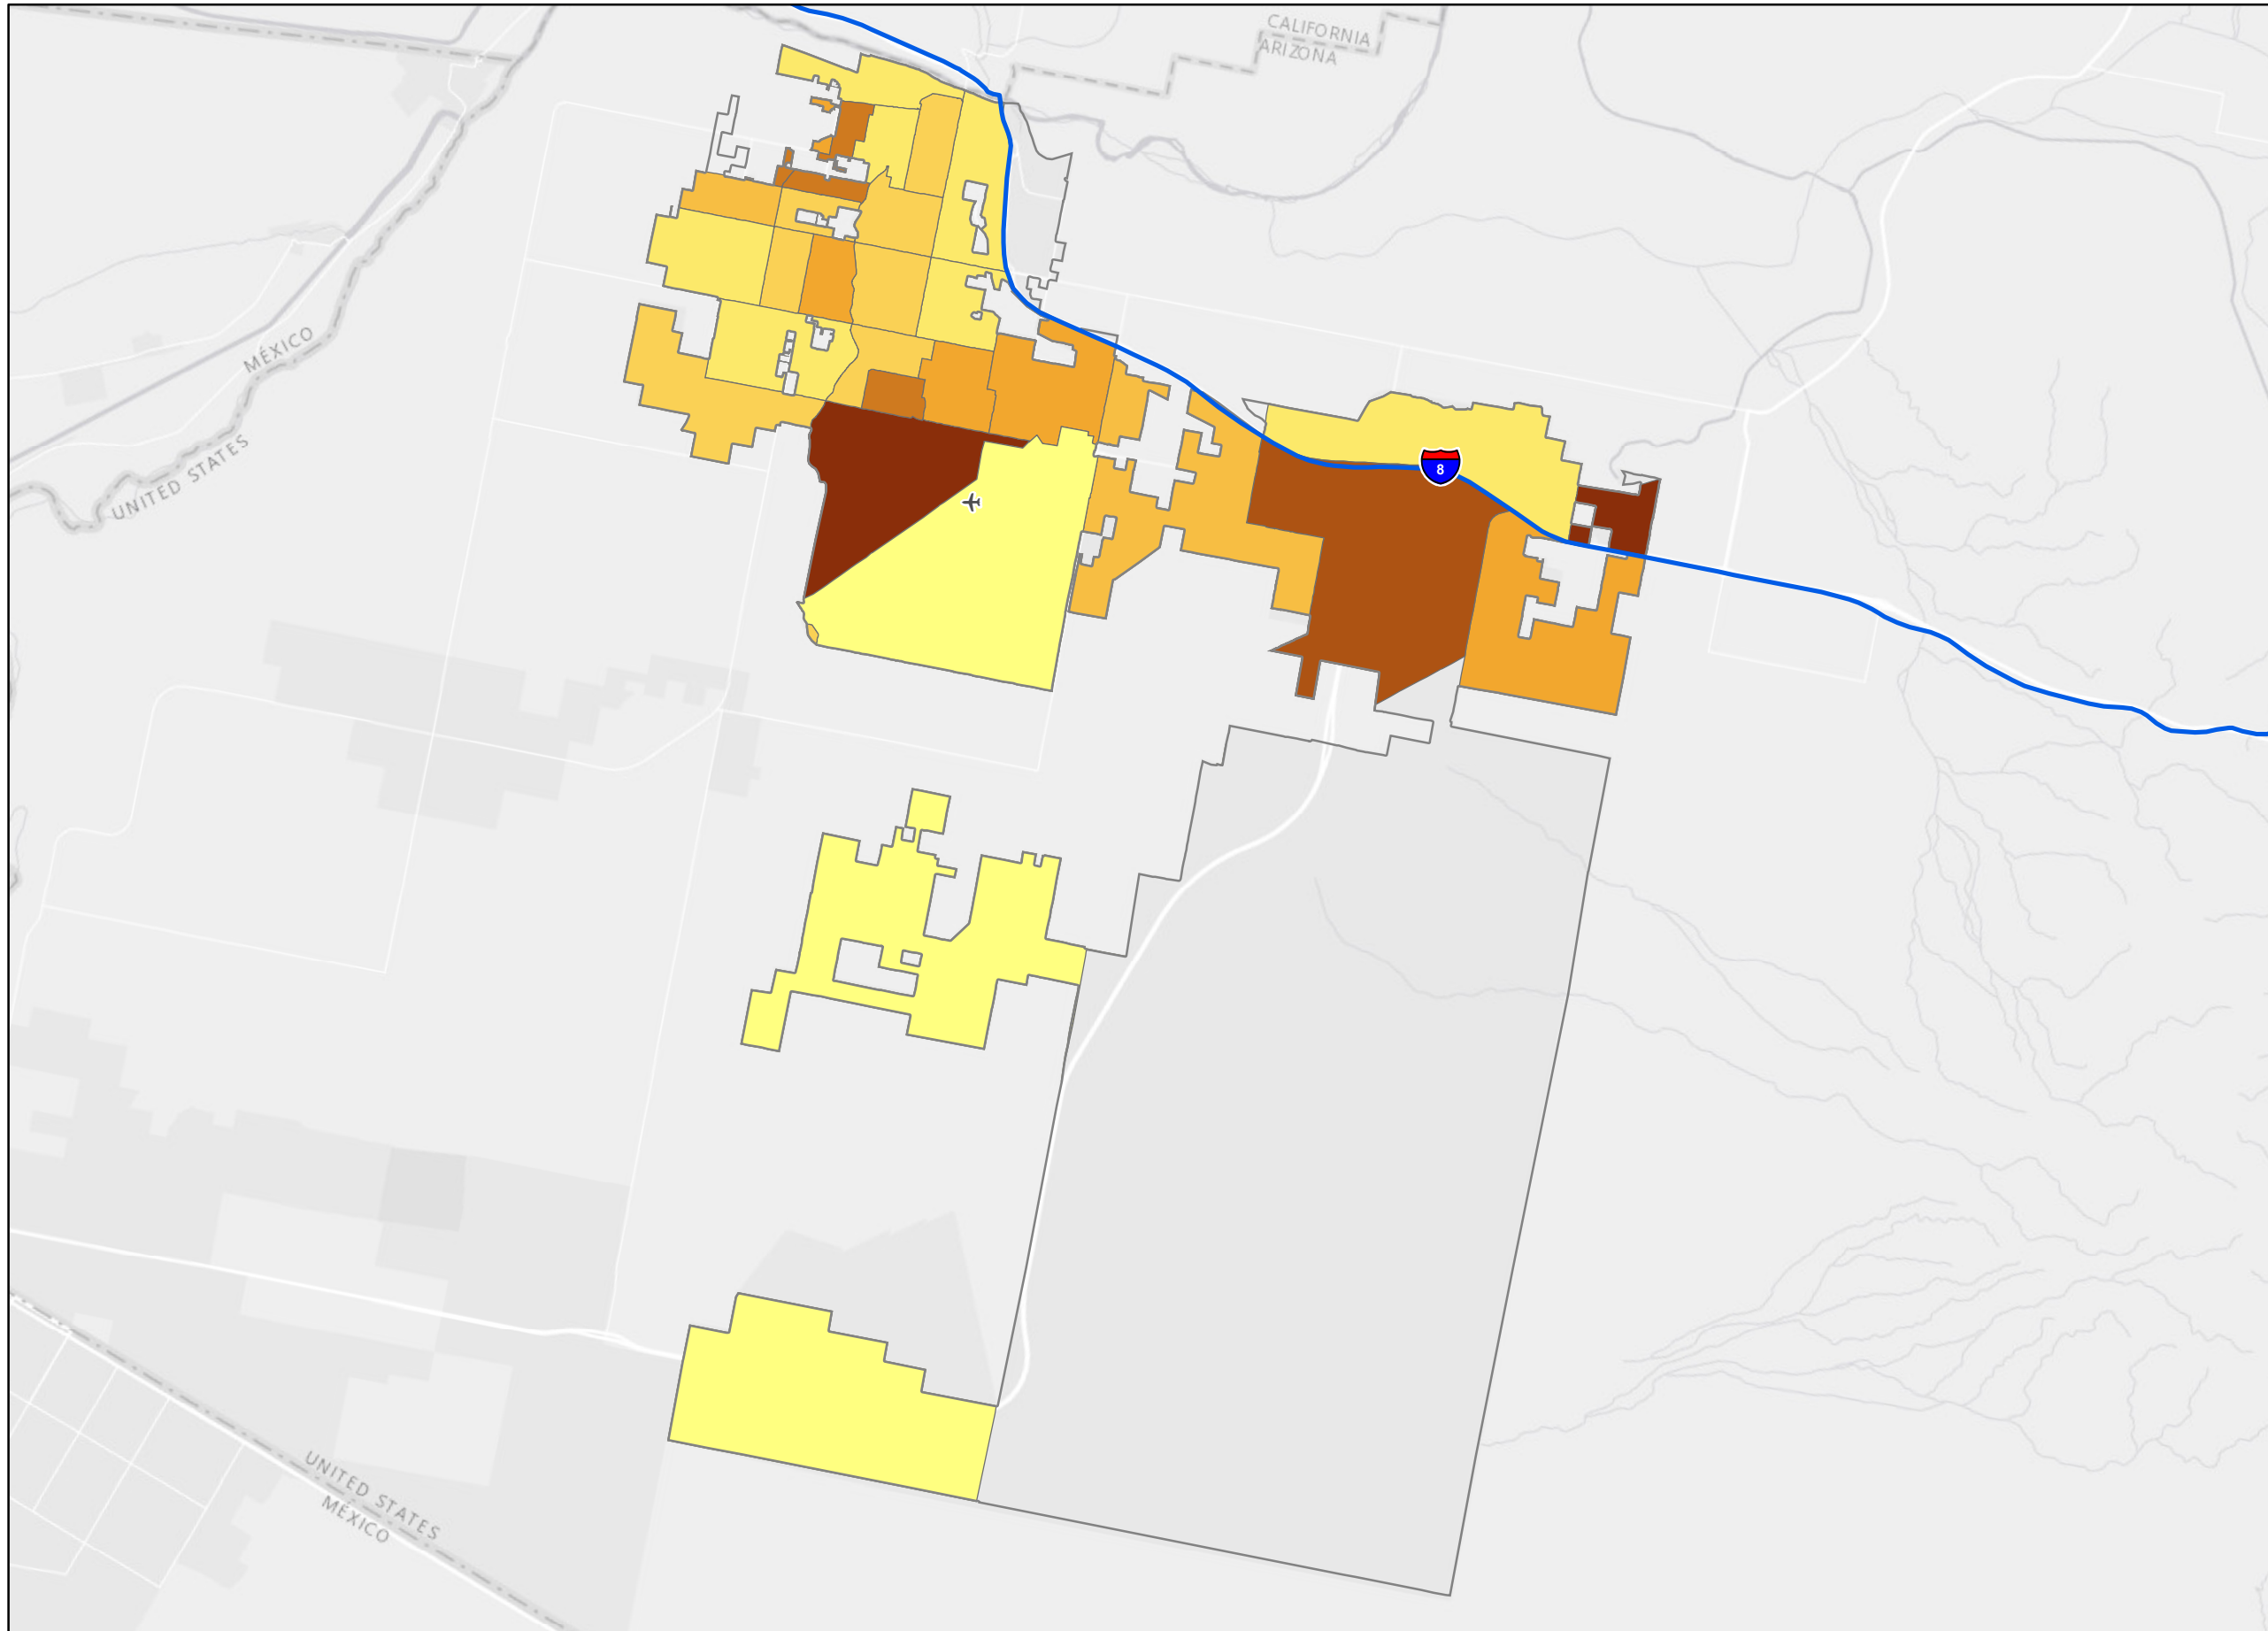 CALIFORNIA
ARIZONA
MÉXICO
UNITED STATES
8
UNITED STATES
MÉXICO